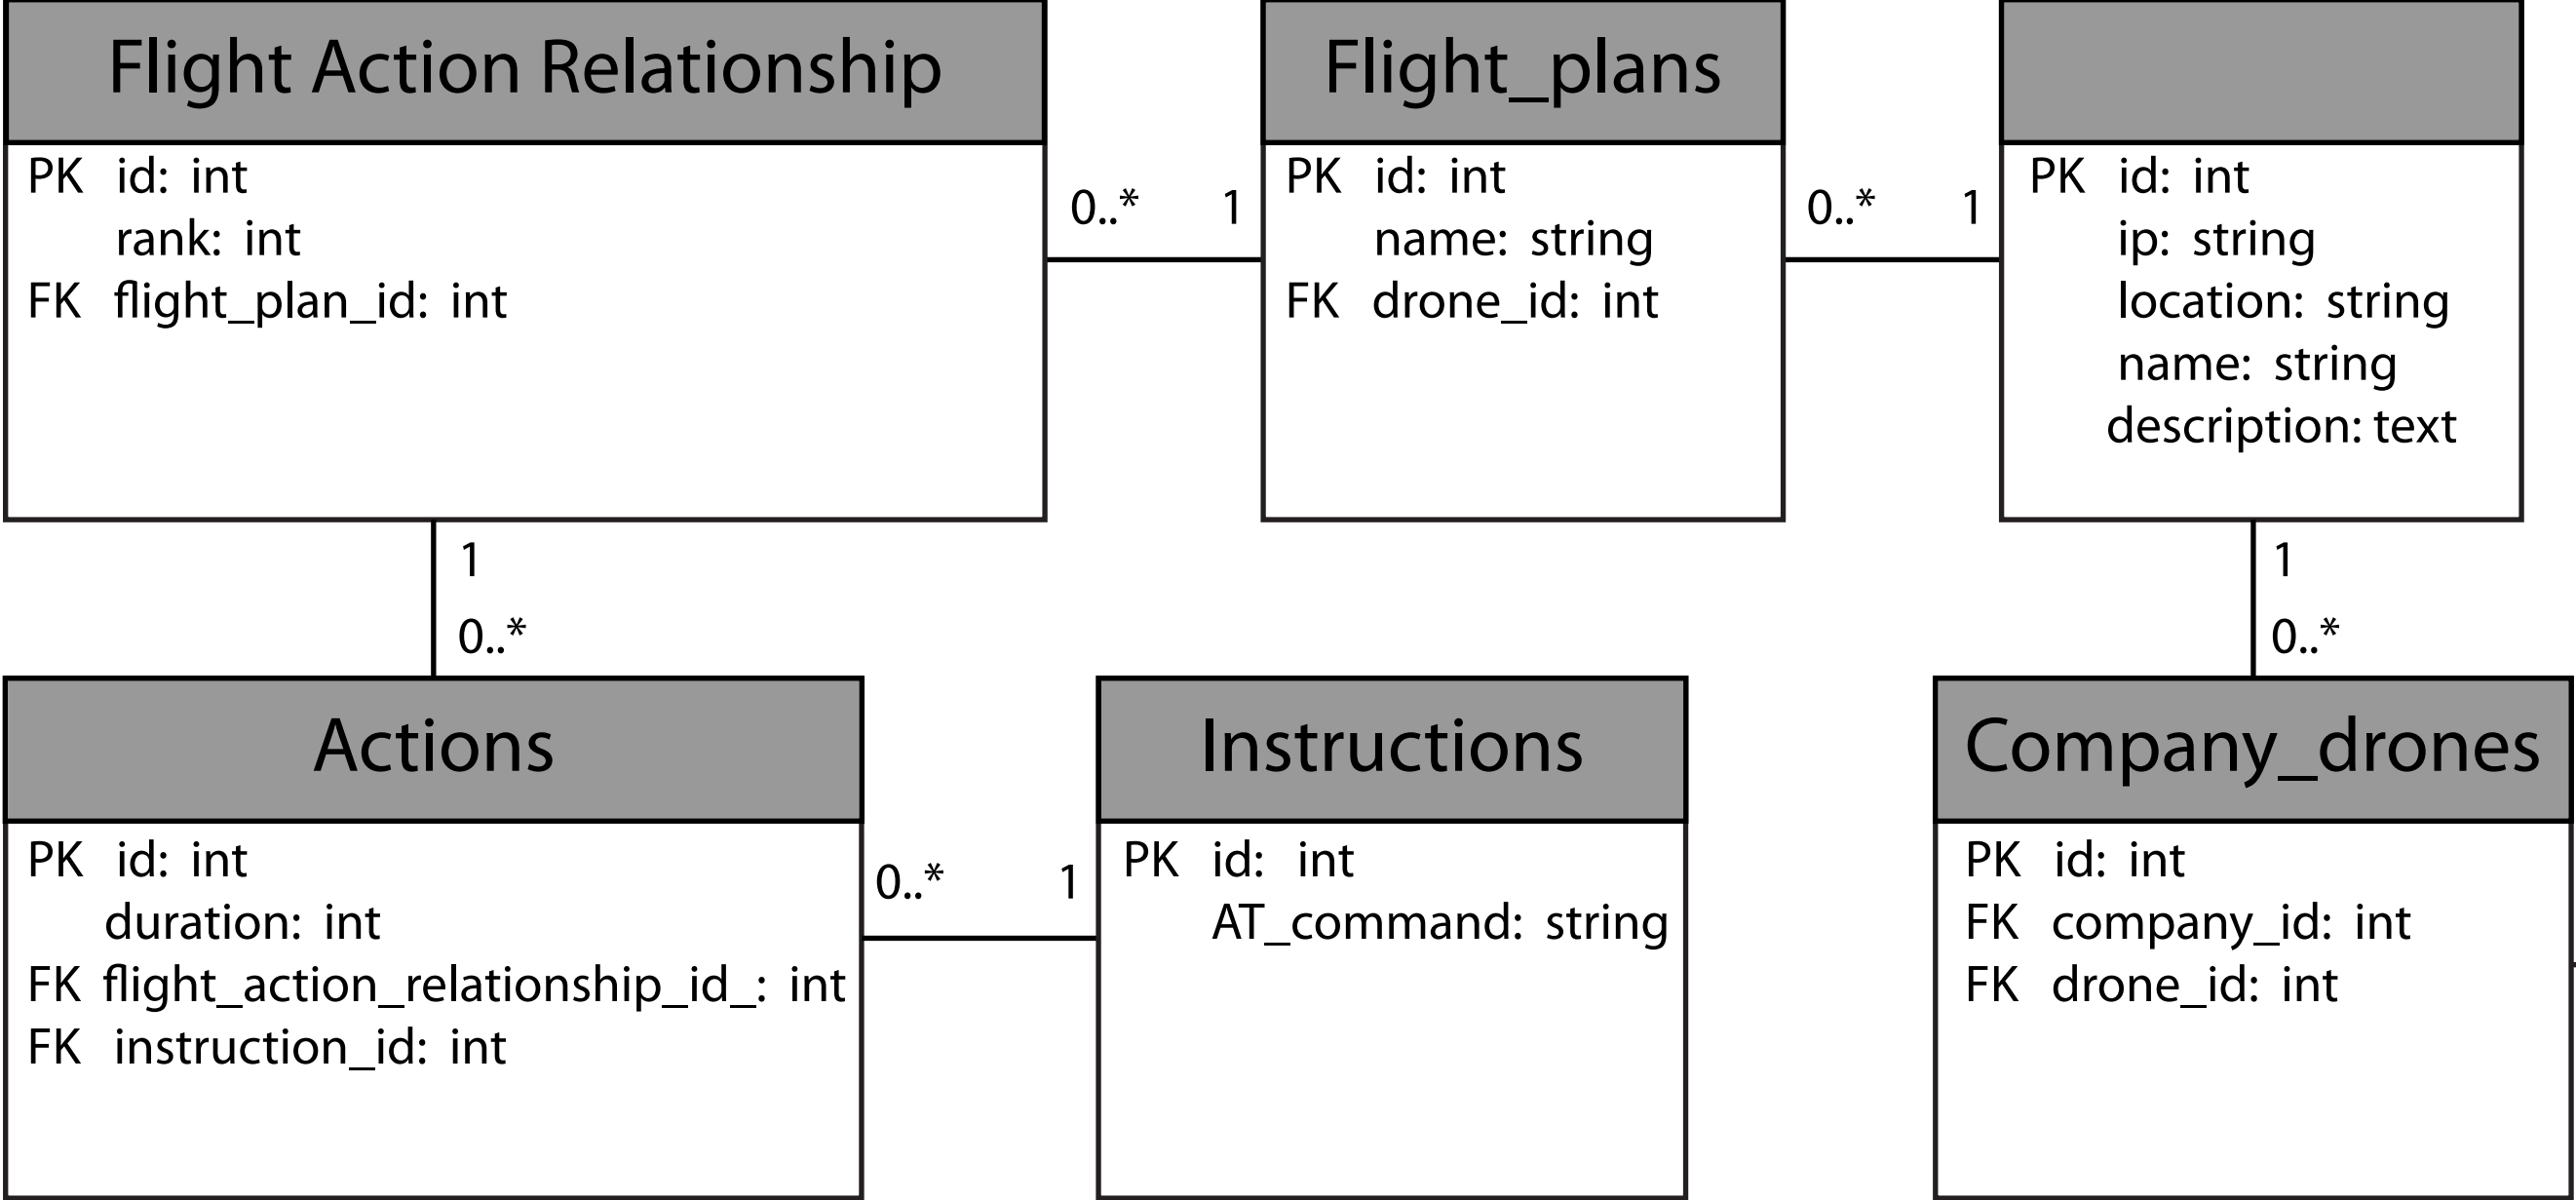 Flight Action Relationship
PK id: int
rank: int
FK flight_plan_id: int
0..* 1
Flight_plans
PK id: int
name: string
FK drone_id: int
0..* 1
PK id: int
ip: string
location: string
name: string
description: text
1
0..*
1
0..*
Actions
PK id: int
duration: int
FK flight_action_relationship_id_: int
FK instruction_id: int
0..* 1
Instructions
PK id: int
AT_command: string
Company_drones
PK id: int
FK company_id: int
FK drone_id: int